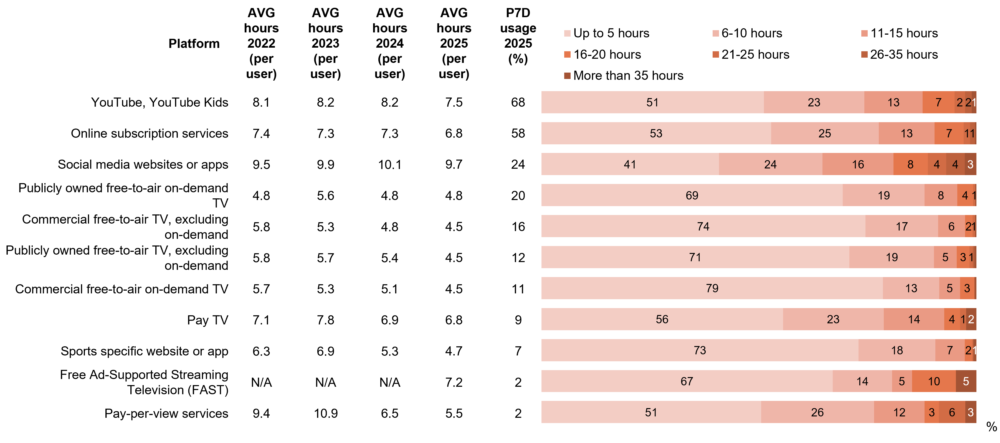 Platform
AVG
hours
2022
(per
user)
AVG
hours
2023
(per
user)
AVG
hours
2024
(per
user)
AVG
hours
2025
(per
user)
P7D
usage
2025
(%)
Up to 5 hours
6-10 hours
11-15 hours
16-20 hours
21-25 hours
26-35 hours
More than 35 hours
YouTube, YouTube Kids 8.1 8.2 8.2 7.5 68 51 23 13 7 2 2 1
Online subscription services 7.4 7.3 7.3 6.8 58 53 25 13 7 1 1
Social media websites or apps 9.5 9.9 10.1 9.7 24 41 24 16 8 4 4 3
Publicly owned free-to-air on-demand
TV
4.8 5.6 4.8 4.8 20 69 19 8 4 1
Commercial free-to-air TV, excluding
on-demand
5.8 5.3 4.8 4.5 16 74 17 6 2 1
Publicly owned free-to-air TV, excluding
on-demand
5.8 5.7 5.4 4.5 12 71 19 5 3 1
Commercial free-to-air on-demand TV 5.7 5.3 5.1 4.5 11 79 13 5 3
Pay TV 7.1 7.8 6.9 6.8 9 56 23 14 4 1 2
Sports specific website or app 6.3 6.9 5.3 4.7 7 73 18 7 2 1
Free Ad-Supported Streaming
Television (FAST)
N/A N/A N/A 7.2 2 67 14 5 10 5
Pay-per-view services 9.4 10.9 6.5 5.5 2 51 26 12 3 6 3
%